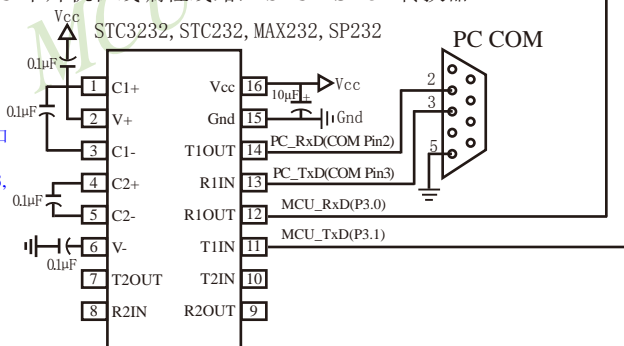 STC3232, STC232, MAX232, SP232
MCU
Vcc
PC COM
0.1μF
1 C1+
Vcc 16
Vcc
2
0.1μF
10μF +
3
2 V+
Gnd 15
Gnd
3 C1-
T1OUT 14
PC_RxD(COM Pin2)
5
4 C2+
R1IN 13
PC_TxD(COM Pin3)
0.1μF
5 C2-
R1OUT 12
MCU_RxD(P3.0)
6 V-
T1IN 11
MCU_TxD(P3.1)
0.1μF
7 T2OUT
T2IN 10
8 R2IN
R2OUT 9